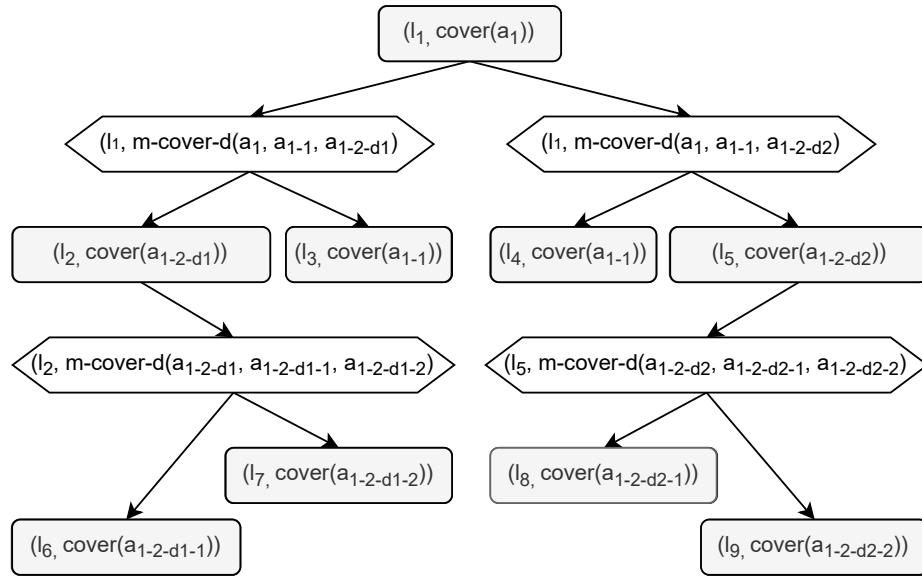 (l1, cover(a1))
(l1, m-cover-d(a1, a1-1, a1-2-d1)
(l1, m-cover-d(a1, a1-1, a1-2-d2)
(l2, cover(a1-2-d1))
(l3, cover(a1-1))
(l4, cover(a1-1))
(l5, cover(a1-2-d2))
(l2, m-cover-d(a1-2-d1, a1-2-d1-1, a1-2-d1-2)
(l5, m-cover-d(a1-2-d2, a1-2-d2-1, a1-2-d2-2)
(l7, cover(a1-2-d1-2))
(l8, cover(a1-2-d2-1))
(l6, cover(a1-2-d1-1))
(l9, cover(a1-2-d2-2))